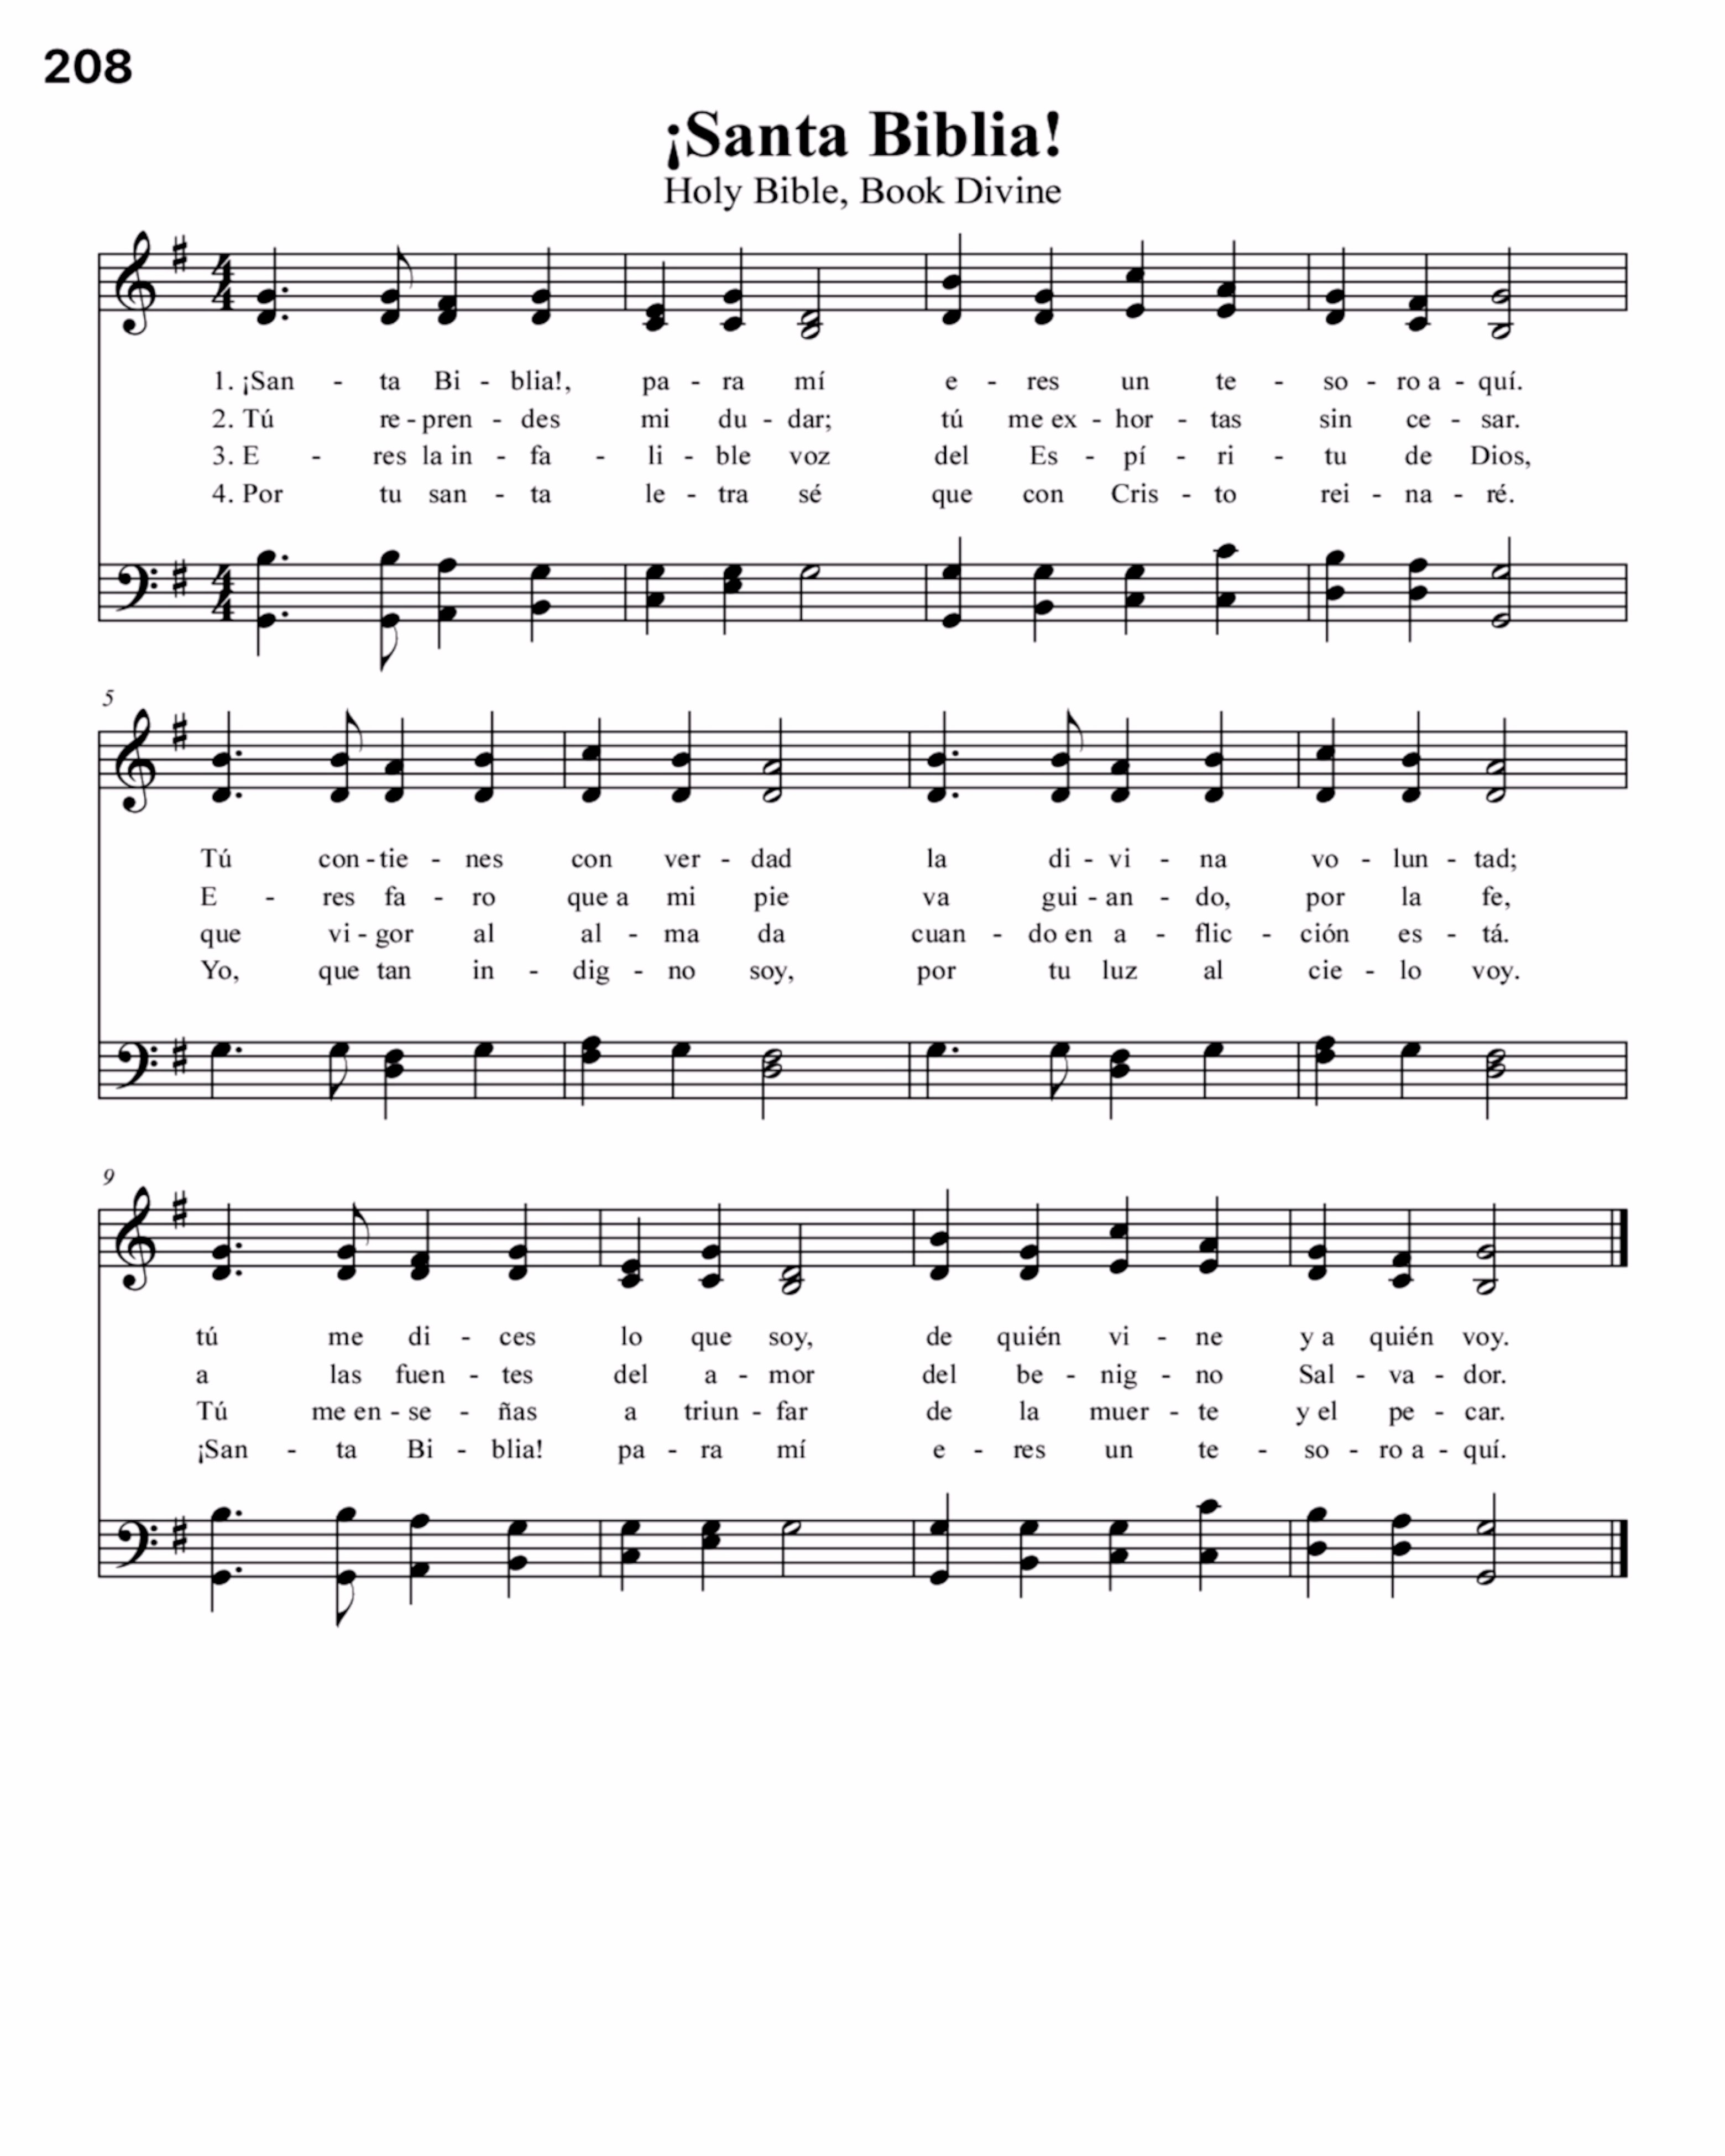 208
¡Santa Biblia!
Holy Bible, Book Divine
1. ¡San - ta Bi - blia!, pa - ra mí e - res un te - so - ro a - quí.
2. Tú re - pren - des mi du - dar; tú me ex - hor - tas sin ce - sar.
3. E - res la in - fa - li - ble voz del Es - pí - ri - tu de Dios,
4. Por tu san - ta le - tra sé que con Cris - to rei - na - ré.
5
Tú con - tie - nes con ver - dad la di - vi - na vo - lun - tad;
E - res fa - ro que a mi pie va gui - an - do, por la fe,
que vi - gor al al - ma da cuan - do en a - flic - ción es - tá.
Yo, que tan in - dig - no soy, por tu luz al cie - lo voy.
9
tú me di - ces lo que soy, de quién vi - ne y a quién voy.
a las fuen - tes del a - mor del be - nig - no Sal - va - dor.
Tú me en - se - ñas a triun - far de la muer - te y el pe - car.
¡San - ta Bi - blia! pa - ra mí e - res un te - so - ro a - quí.